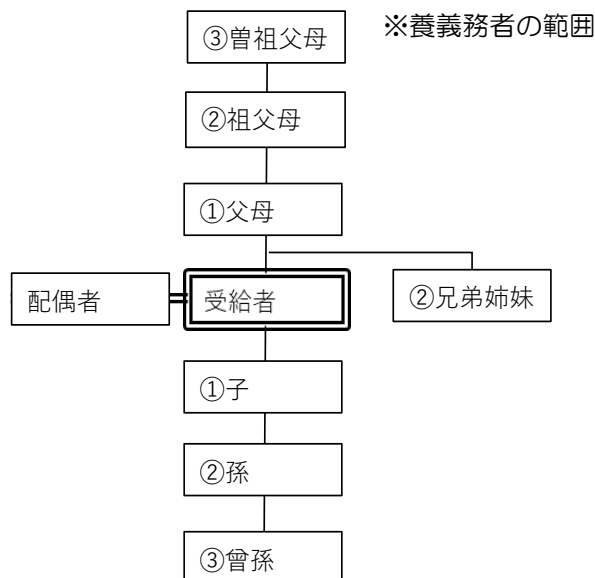 ※養義務者の範囲
③曽祖父母
②祖父母
①父母
配偶者
受給者
②兄弟姉妹
①子
②孫
③曾孫